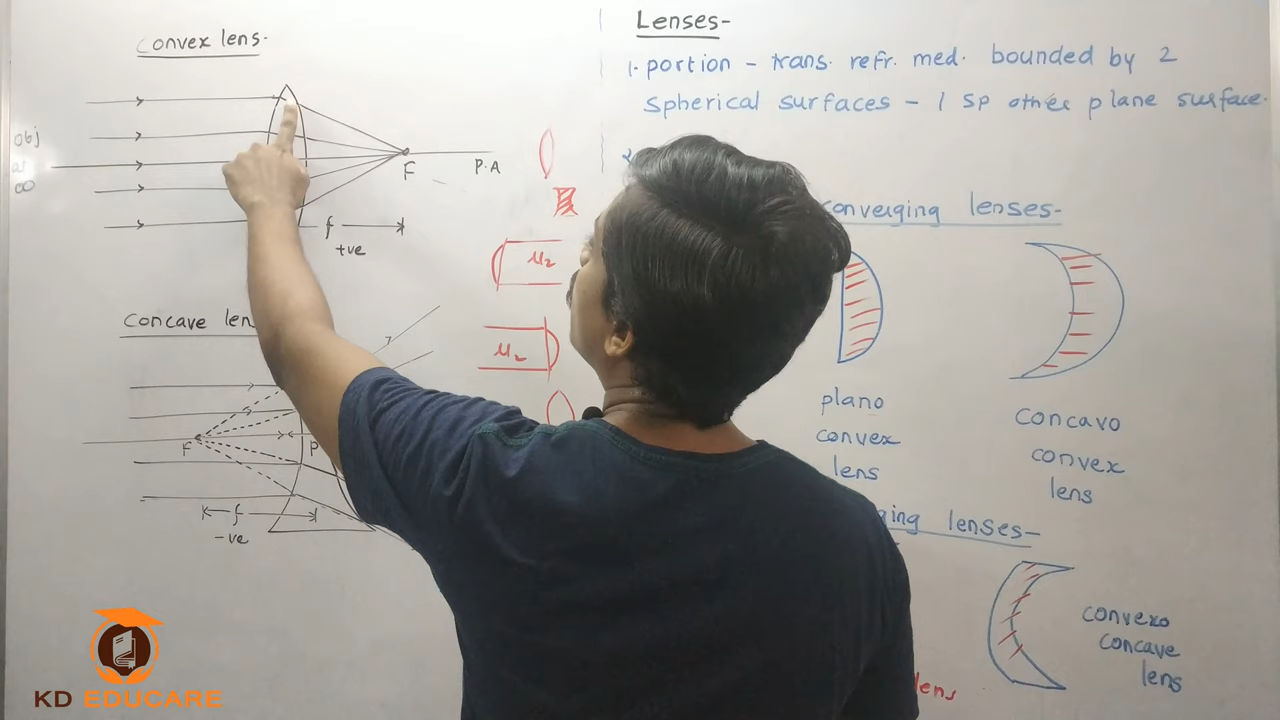 Convex lens.
obj
at
∞
F
P.A
f
+ve
μ2
μ2
Concave len
F
P
f
-ve
Lenses-
1. portion - trans. refr. med. bounded by 2
Spherical surfaces - 1 sp other plane surface.
onverging lenses-
plano
convex
lens
concavo
convex
lens
ging lenses-
convexo
concave
lens
lens
KD EDUCARE